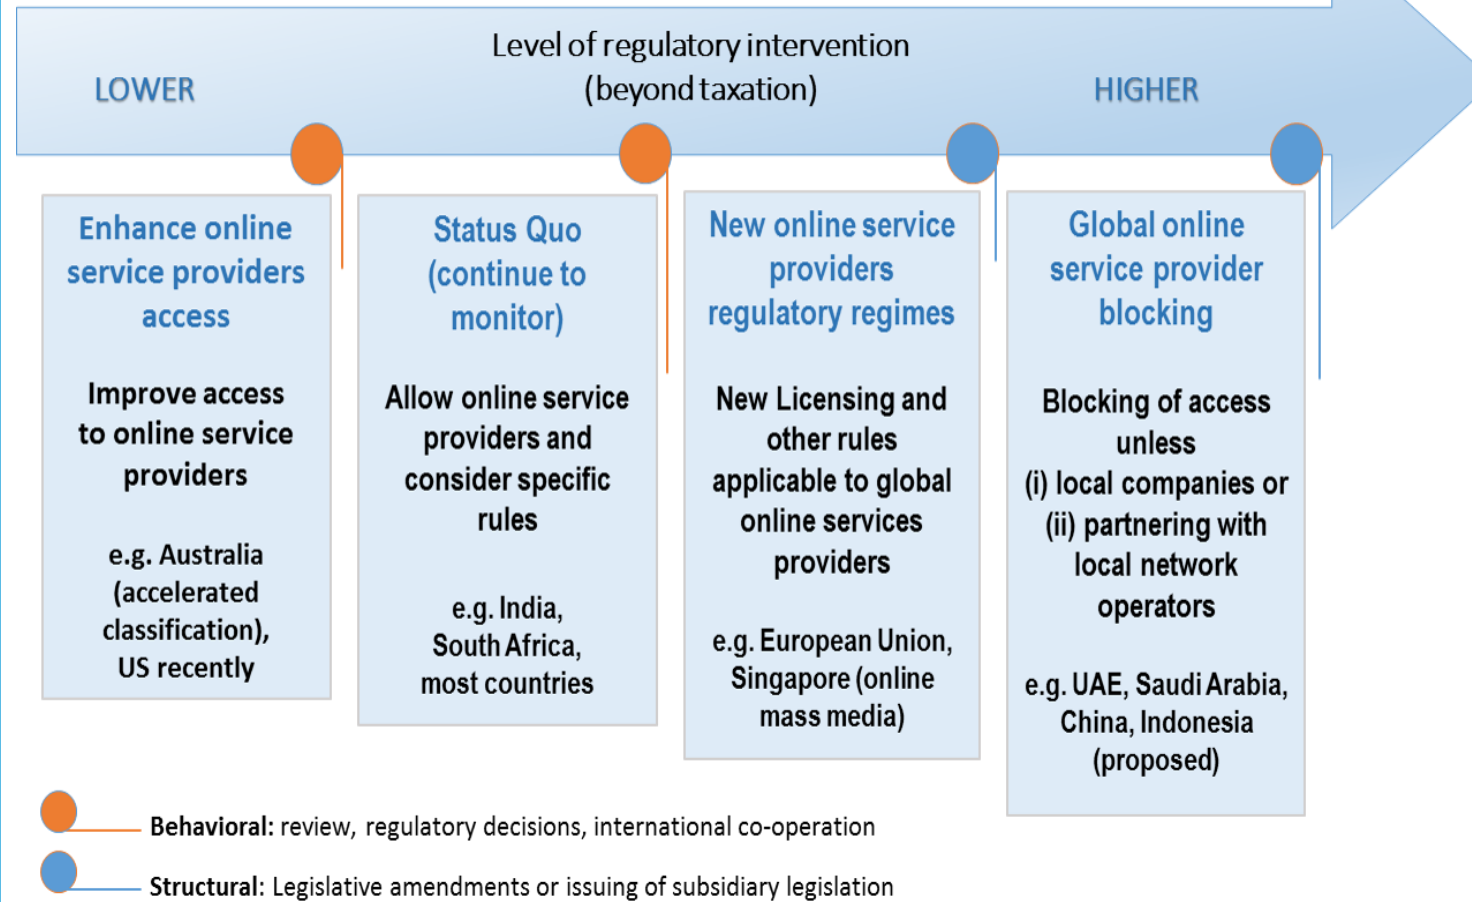 Level of regulatory intervention
(beyond taxation)
LOWER
HIGHER
Enhance online
service providers
access
Improve access
to online service
providers
e.g. Australia
(accelerated
classification),
US recently
Status Quo
(continue to
monitor)
Allow online service
providers and
consider specific
rules
e.g. India,
South Africa,
most countries
New online service
providers
regulatory regimes
New Licensing and
other rules
applicable to global
online services
providers
e.g. European Union,
Singapore (online
mass media)
Global online
service provider
blocking
Blocking of access
unless
(i) local companies or
(ii) partnering with
local network
operators
e.g. UAE, Saudi Arabia,
China, Indonesia
(proposed)
Behavioral: review, regulatory decisions, international co-operation
Structural: Legislative amendments or issuing of subsidiary legislation